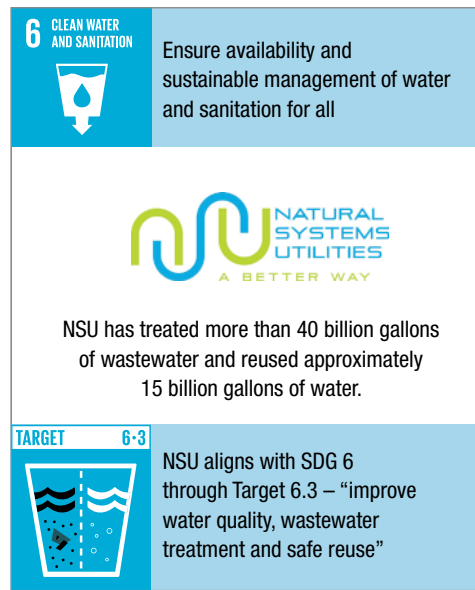 6 CLEAN WATER
AND SANITATION
Ensure availability and
sustainable management of water
and sanitation for all
NATURAL
SYSTEMS
UTILITIES
A BETTER WAY
NSU has treated more than 40 billion gallons
of wastewater and reused approximately
15 billion gallons of water.
TARGET 6·3
NSU aligns with SDG 6
through Target 6.3 – “improve
water quality, wastewater
treatment and safe reuse”